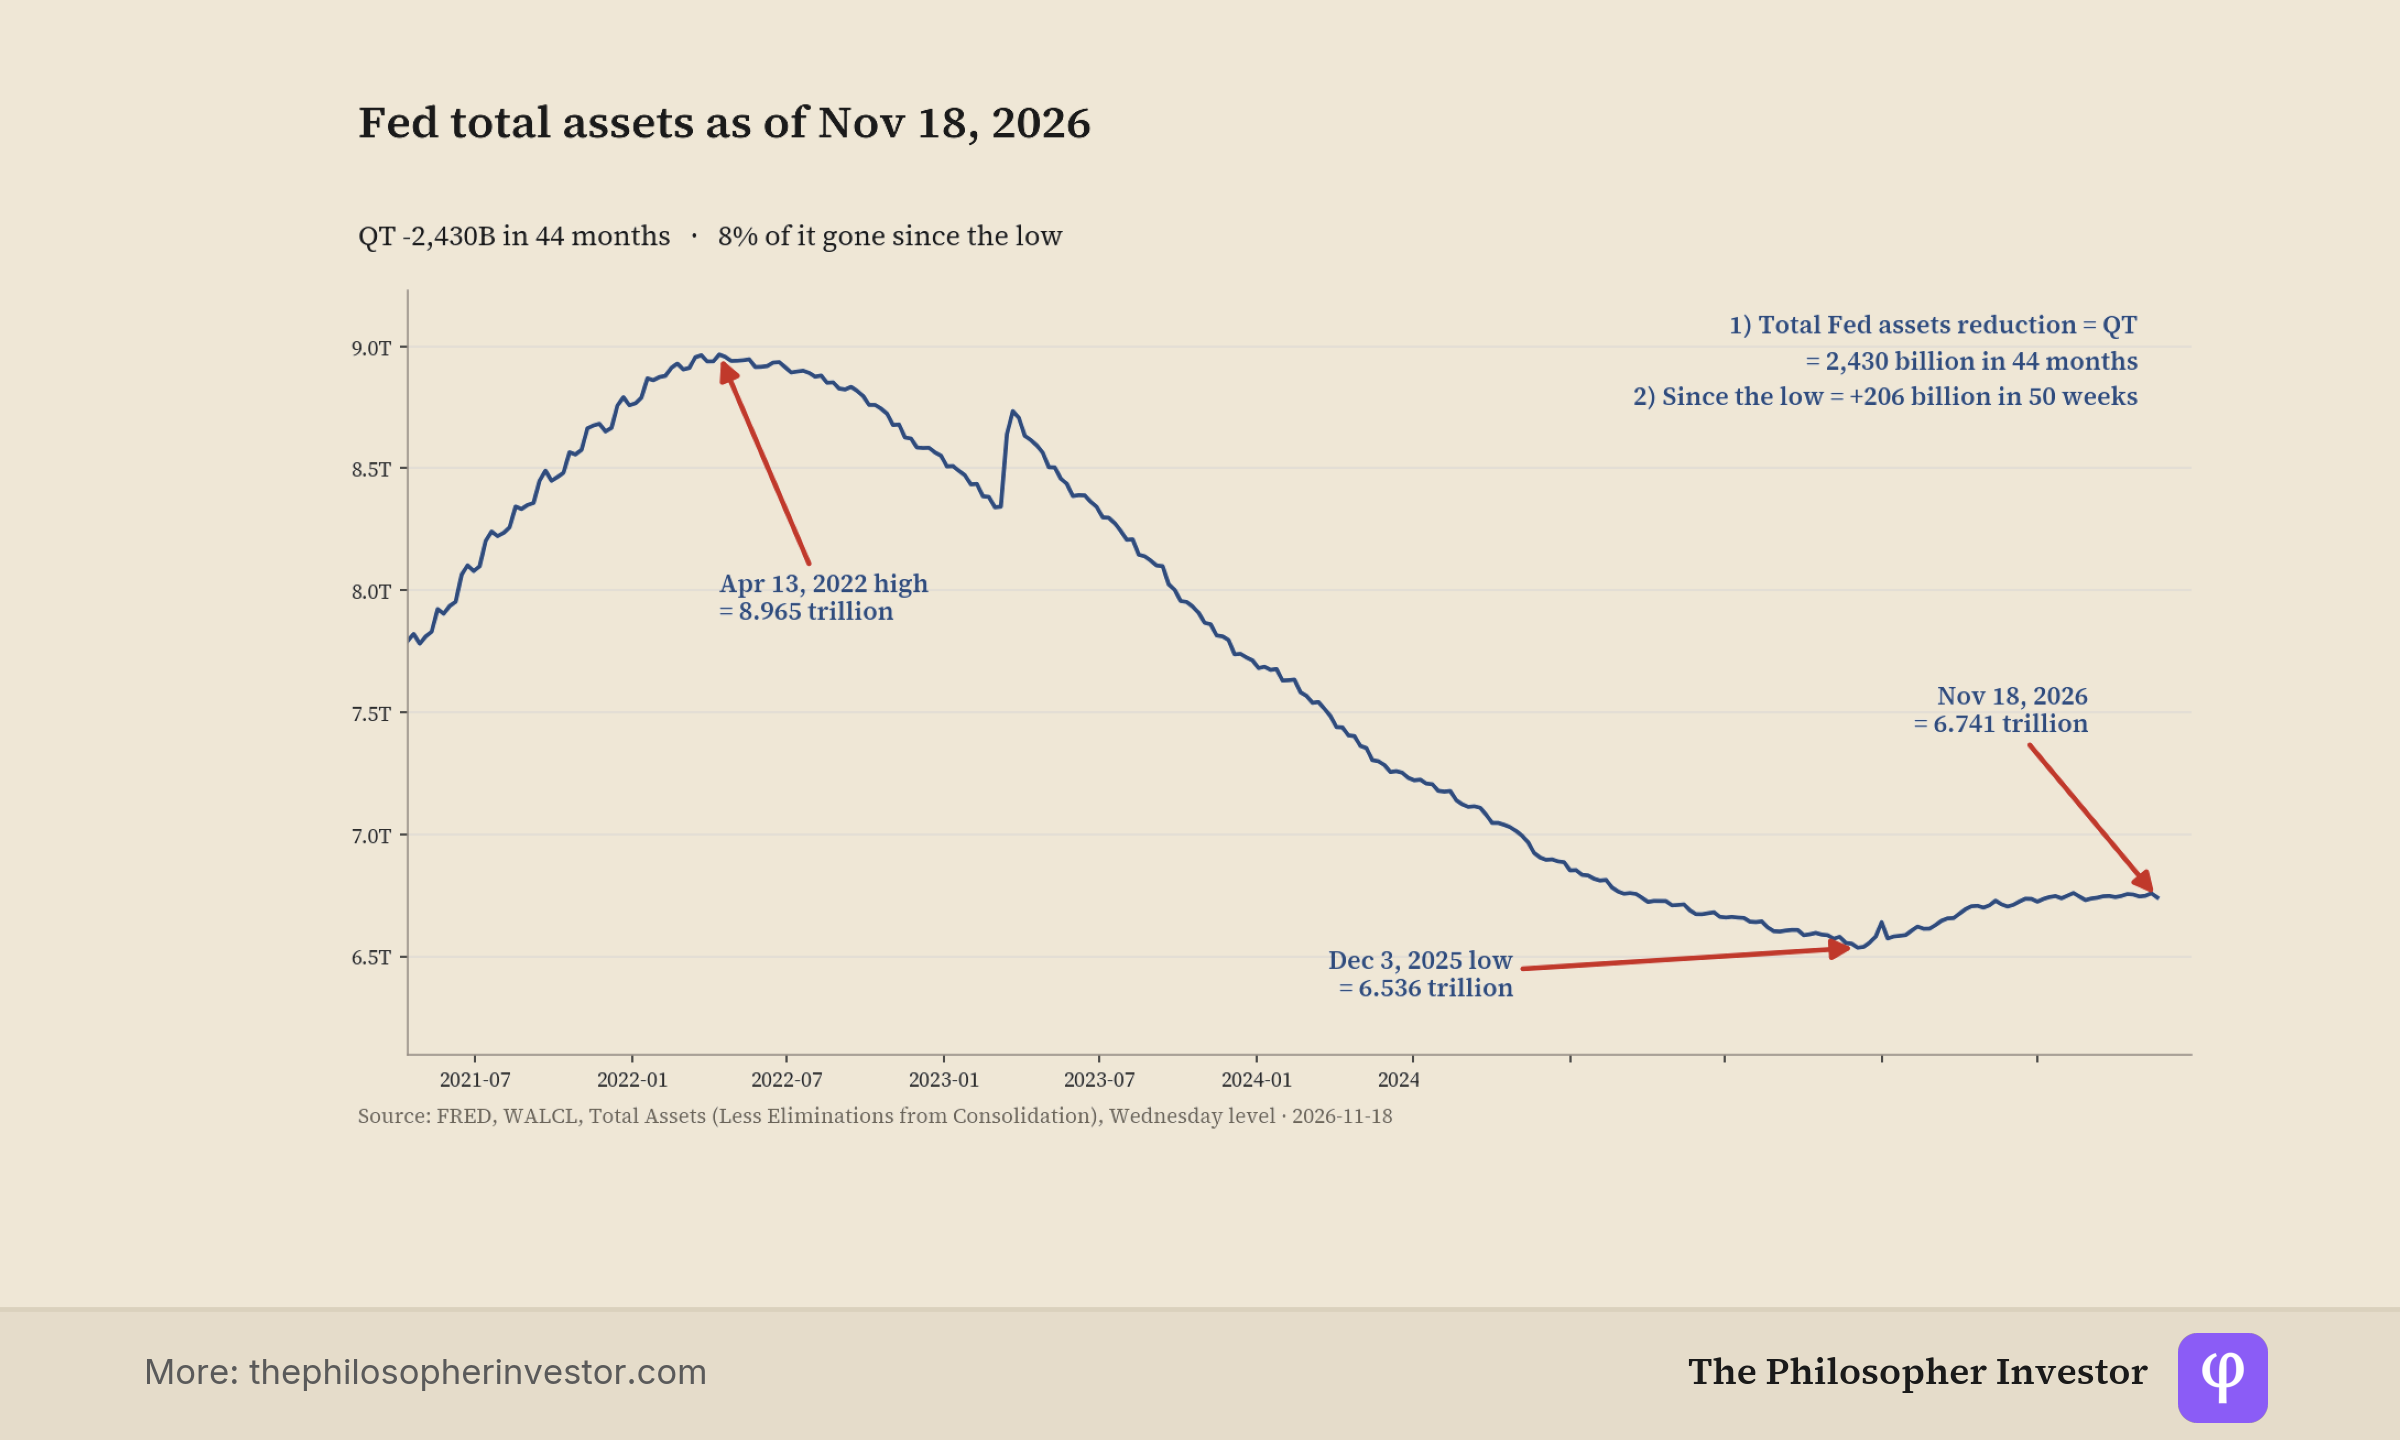 Fed total assets as of Nov 18, 2026
QT -2,430B in 44 months · 8% of it gone since the low
1) Total Fed assets reduction = QT
= 2,430 billion in 44 months
2) Since the low = +206 billion in 50 weeks
9.0T
8.5T
8.0T
7.5T
7.0T
6.5T
Apr 13, 2022 high
= 8.965 trillion
Nov 18, 2026
= 6.741 trillion
Dec 3, 2025 low
= 6.536 trillion
2021-07 2022-01 2022-07 2023-01 2023-07 2024-01 2024
Source: FRED, WALCL, Total Assets (Less Eliminations from Consolidation), Wednesday level · 2026-11-18
More: thephilosopherinvestor.com
The Philosopher Investor φ